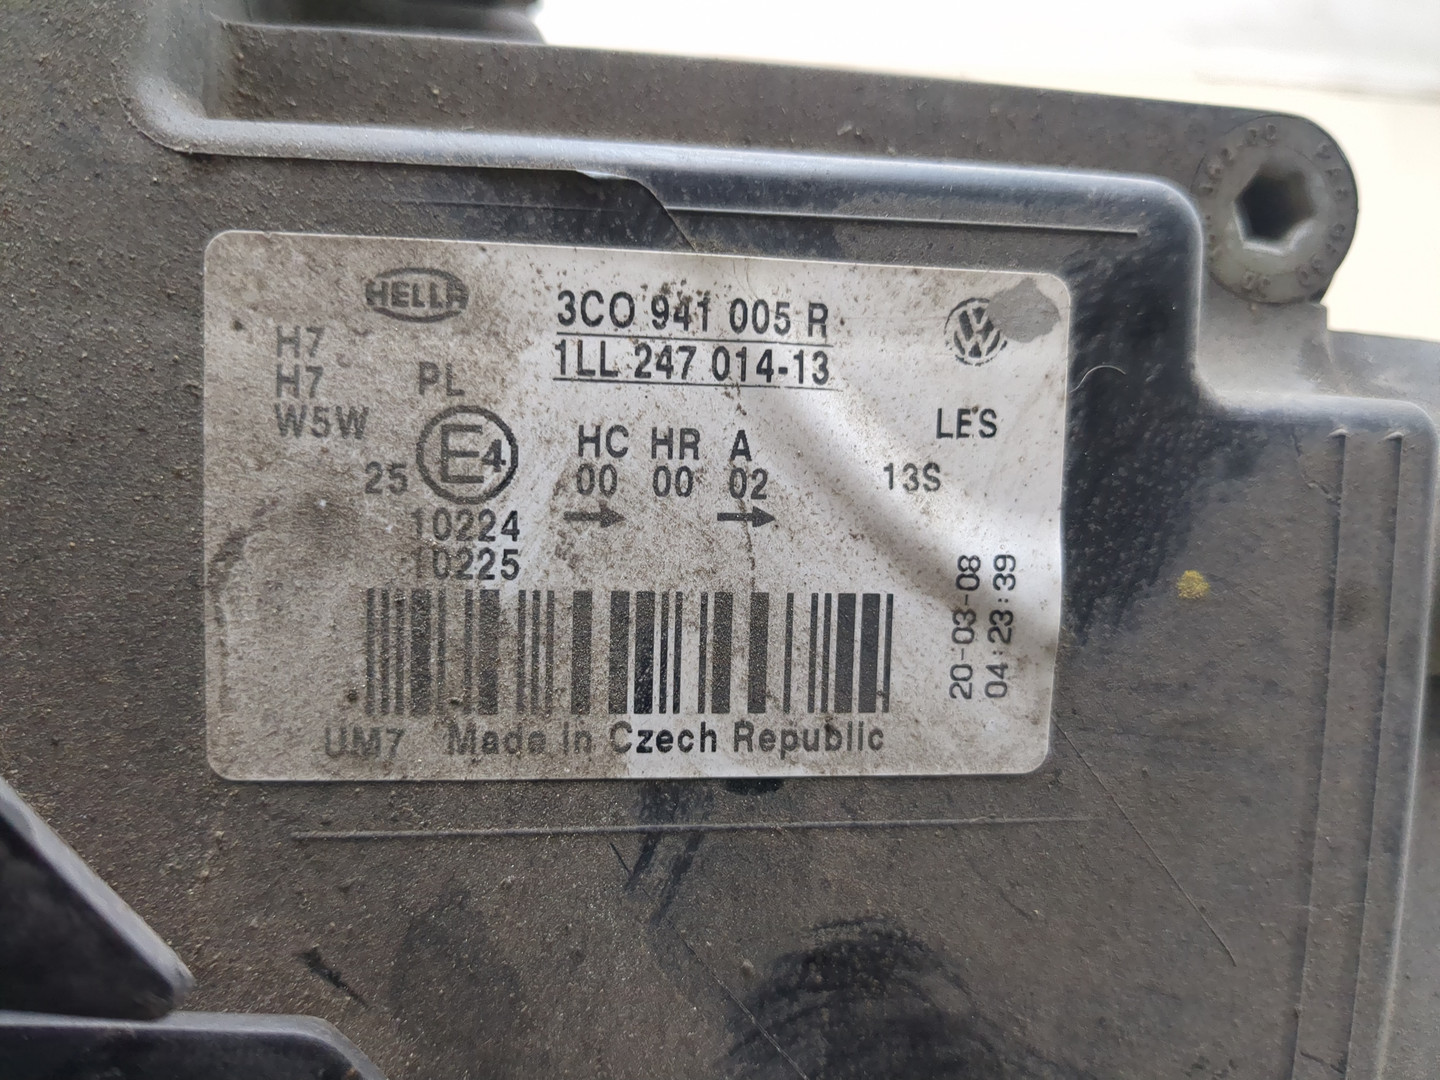 HELLA
3C0 941 005 R
1LL 247 014-13
H7
H7
W5W
PL
LES
25 E4
HC HR A
00 00 02
13S
10224
10225
20-03-08
04:23:39
UM7 Made in Czech Republic